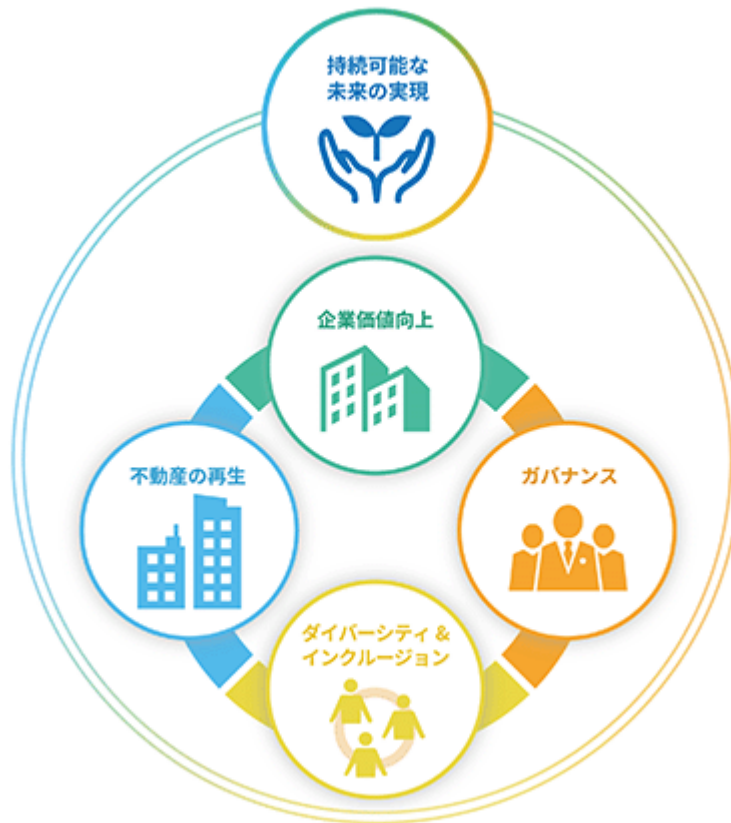 持続可能な
未来の実現
企業価値向上
不動産の再生
ガバナンス
ダイバーシティ &
インクルージョン